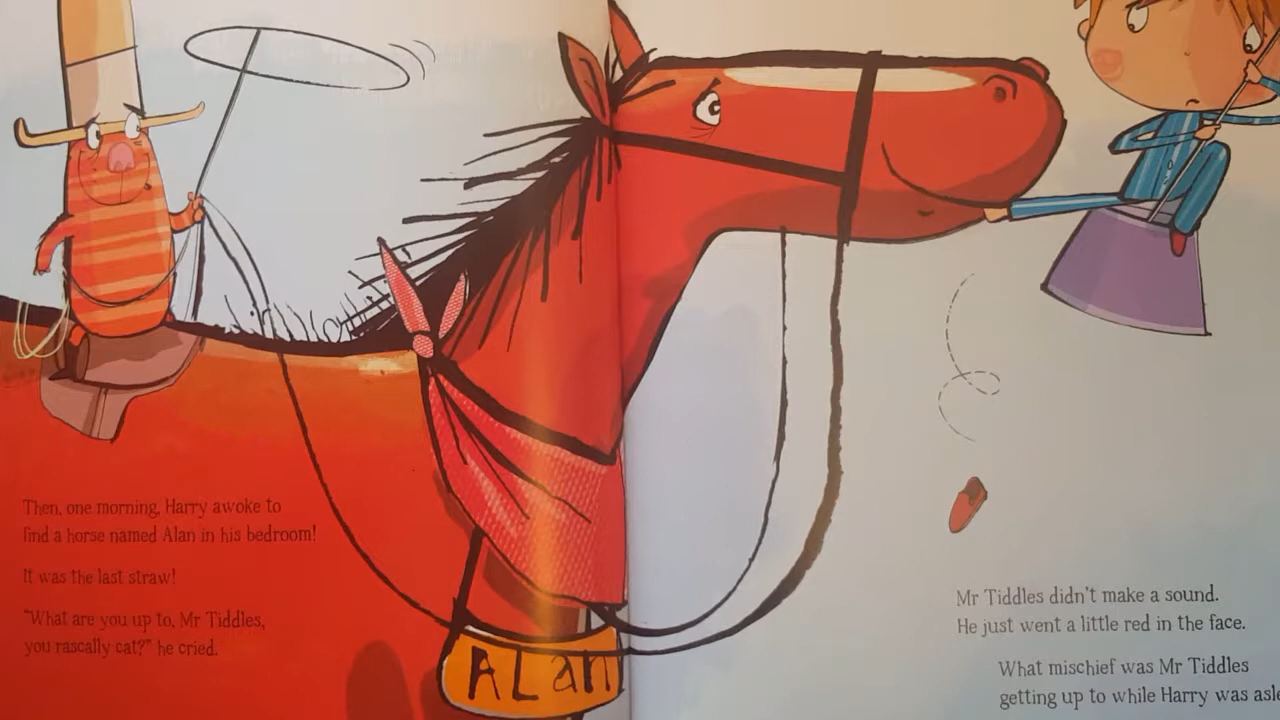 Then, one morning, Harry awoke to
find a horse named Alan in his bedroom!
It was the last straw!
"What are you up to, Mr Tiddles,
you rascally cat?" he cried.
ALan
Mr Tiddles didn't make a sound.
He just went a little red in the face.
What mischief was Mr Tiddles
getting up to while Harry was